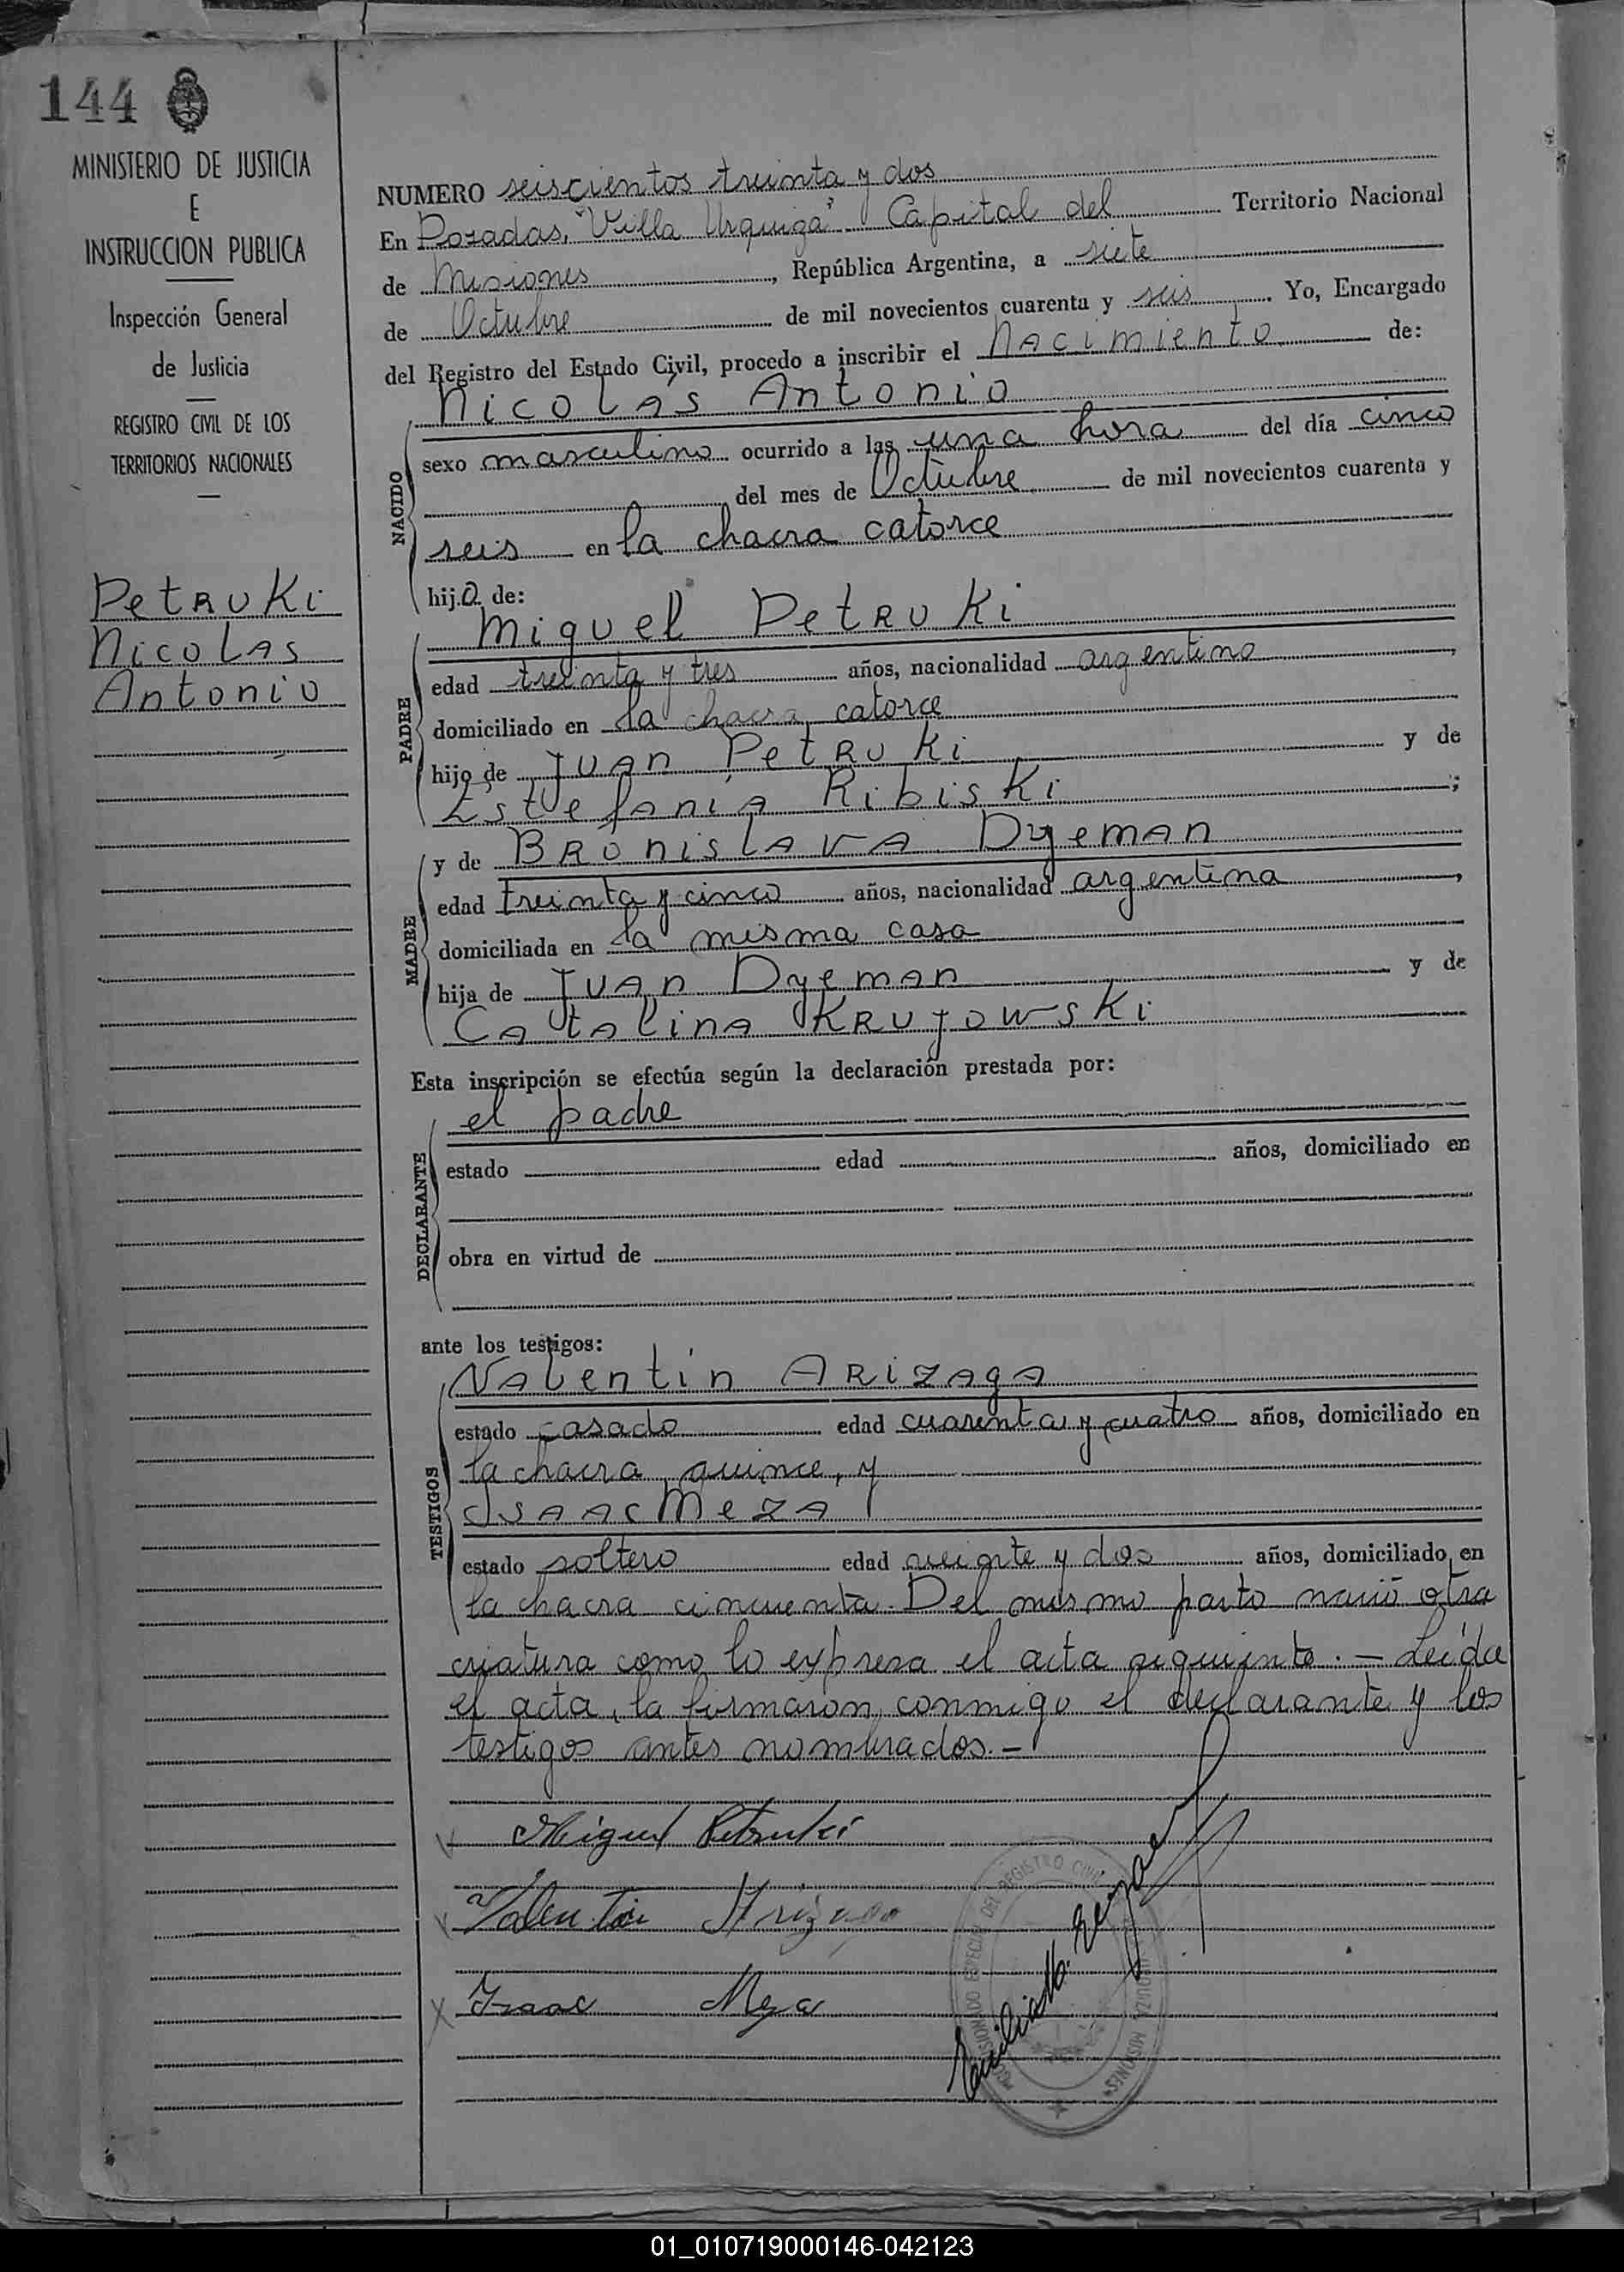 144
MINISTERIO DE JUSTICIA
E
INSTRUCCION PUBLICA
Inspección General
de Justicia
REGISTRO CIVIL DE LOS
TERRITORIOS NACIONALES
Petruki
Nicolas
Antonio
NUMERO seiscientos treinta y dos
En Posadas, "Villa Urquiza" Capital del Territorio Nacional
de Misiones, República Argentina, a siete
de Octubre de mil novecientos cuarenta y seis. Yo, Encargado
del Registro del Estado Civil, procedo a inscribir el Nacimiento de:
NACIDO
Nicolás Antonio
sexo masculino ocurrido a las una hora del día cinco
del mes de Octubre de mil novecientos cuarenta y
seis en la chacra catorce
hijo de:
PADRE
Miguel Petruki
edad treinta y tres años, nacionalidad argentino,
domiciliado en la chacra catorce
hijo de Juan Petruki y de
Estefanía Ribiski;
MADRE
y de Bronislava Dyeman
edad treinta y cinco años, nacionalidad argentina,
domiciliada en la misma casa
hija de Juan Dyeman y de
Catalina Krujowski
Esta inscripción se efectúa según la declaración prestada por:
DECLARANTE
el padre
estado edad años, domiciliado en
obra en virtud de
ante los testigos:
TESTIGOS
Valentín Arizaga
estado casado edad cuarenta y cuatro años, domiciliado en
la chacra quince, y
Isaac Meza
estado soltero edad veinte y dos años, domiciliado en
la chacra cincuenta. Del mismo parto nació otra
criatura como lo expresa el acta siguiente. - Leída
el acta, la firmaron conmigo el declarante y los
testigos antes nombrados. -
Miguel Petruki
Valentin Arizaga
Isaac Meza
DEL REGISTRO CIVIL
MISIONES
01_010719000146-042123